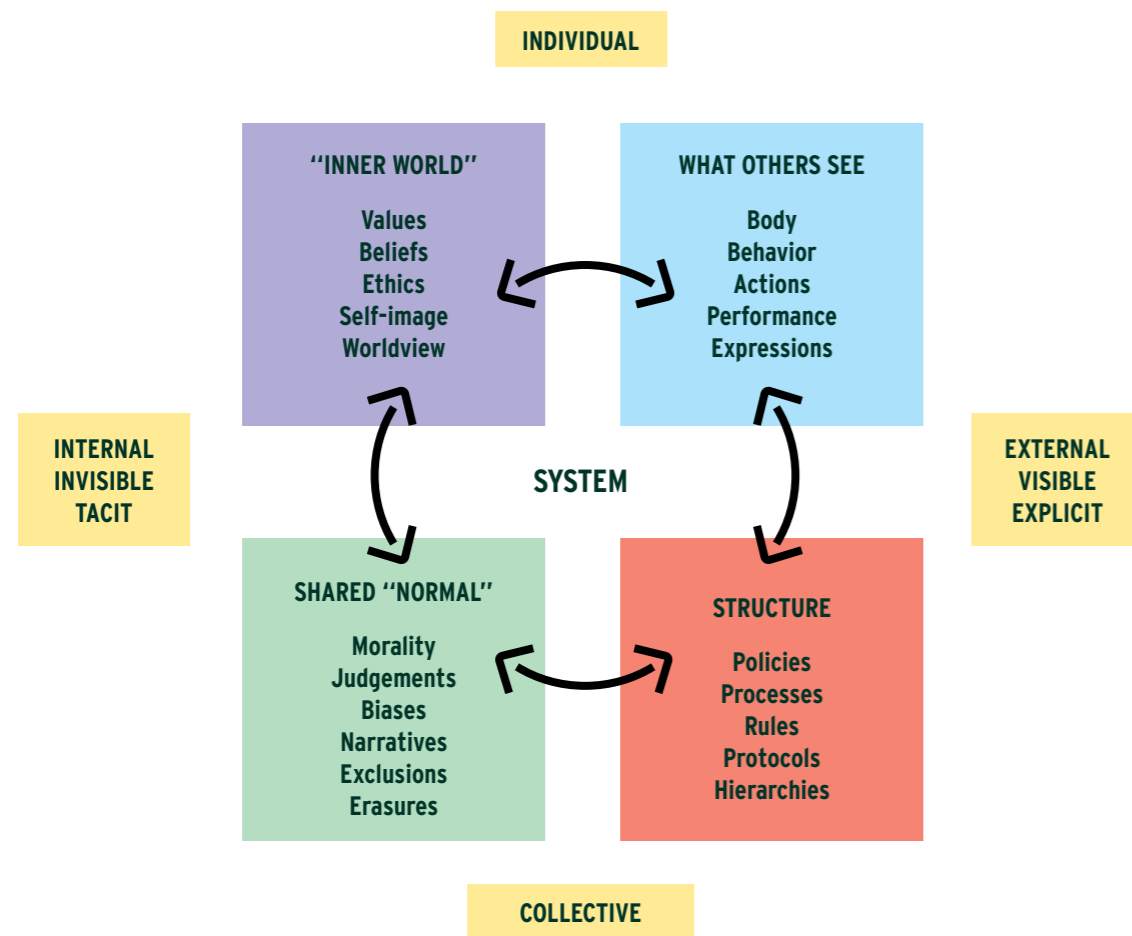 INDIVIDUAL
“INNER WORLD”
Values
Beliefs
Ethics
Self-image
Worldview
WHAT OTHERS SEE
Body
Behavior
Actions
Performance
Expressions
INTERNAL
INVISIBLE
TACIT
SYSTEM
EXTERNAL
VISIBLE
EXPLICIT
SHARED “NORMAL”
Morality
Judgements
Biases
Narratives
Exclusions
Erasures
STRUCTURE
Policies
Processes
Rules
Protocols
Hierarchies
COLLECTIVE